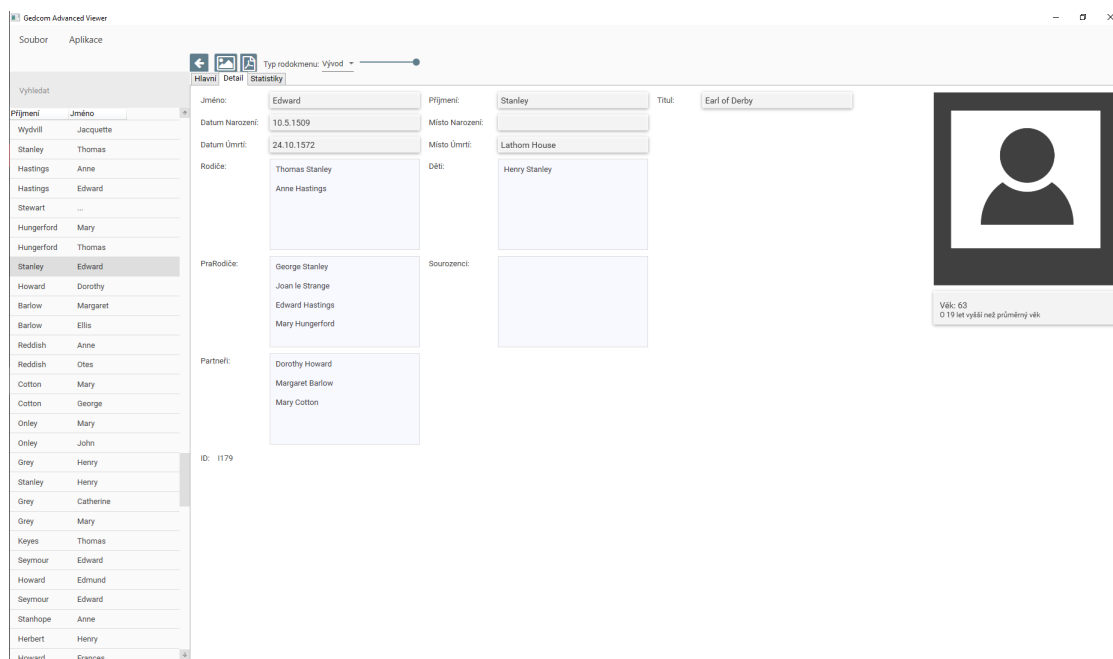 Gedcom Advanced Viewer
Soubor Aplikace
Typ rodokmenu: Vývod
Hlavní Detail Statistiky
Vyhledat
Příjmení Jméno
Wydvill Jacquette
Stanley Thomas
Hastings Anne
Hastings Edward
Stewart ...
Hungerford Mary
Hungerford Thomas
Stanley Edward
Howard Dorothy
Barlow Margaret
Barlow Ellis
Reddish Anne
Reddish Otes
Cotton Mary
Cotton George
Onley Mary
Onley John
Grey Henry
Stanley Henry
Grey Catherine
Grey Mary
Keyes Thomas
Seymour Edward
Howard Edmund
Seymour Edward
Stanhope Anne
Herbert Henry
Howard Frances
Jméno: Edward Příjmení: Stanley Titul: Earl of Derby
Datum Narození: 10.5.1509 Místo Narození:
Datum Úmrtí: 24.10.1572 Místo Úmrtí: Lathom House
Rodiče:
Thomas Stanley
Anne Hastings
Děti:
Henry Stanley
PraRodiče:
George Stanley
Joan le Strange
Edward Hastings
Mary Hungerford
Sourozenci:
Partneři:
Dorothy Howard
Margaret Barlow
Mary Cotton
ID: I179
Věk: 63
O 19 let vyšší než průměrný věk